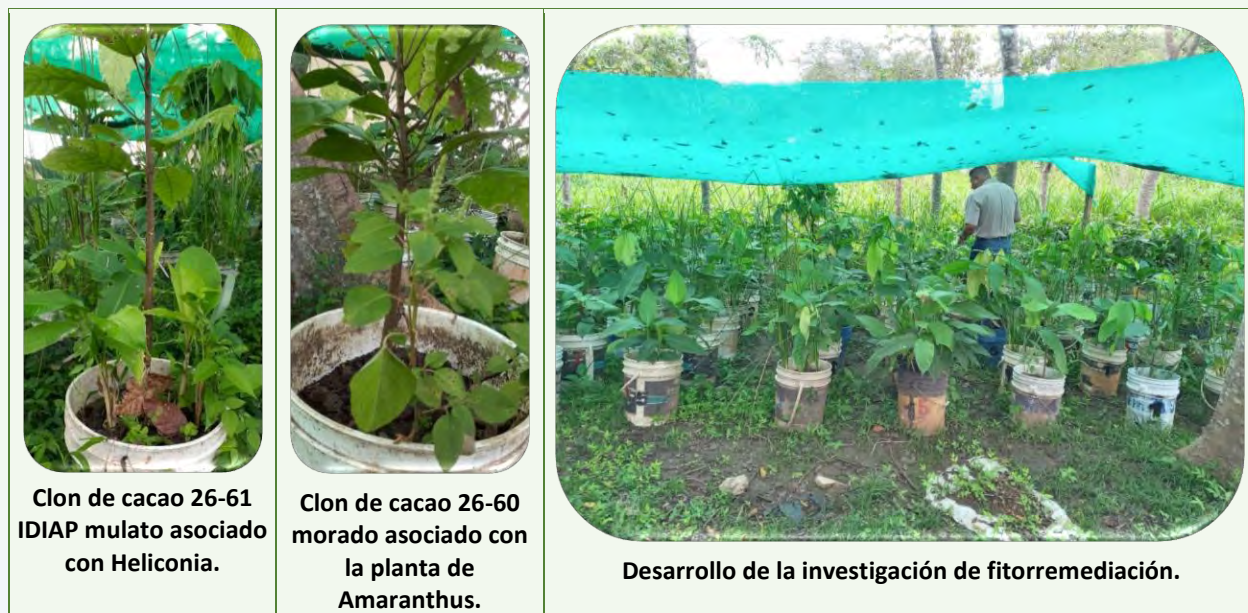 Clon de cacao 26-61
IDIAP mulato asociado
con Heliconia.
Clon de cacao 26-60
morado asociado con
la planta de
Amaranthus.
Desarrollo de la investigación de fitorremediación.